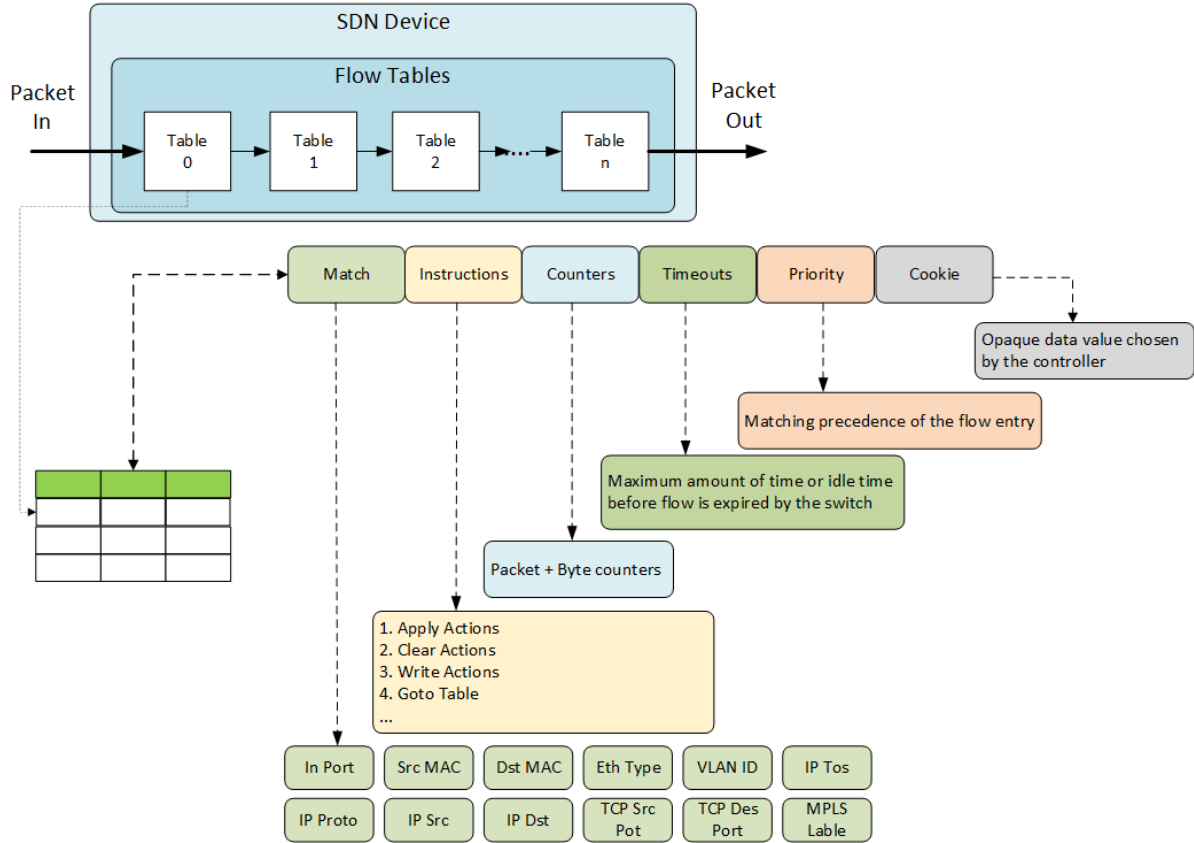 SDN Device
Flow Tables
Packet
In
Packet
Out
Table
0
Table
1
Table
2
...
Table
n
Match
Instructions
Counters
Timeouts
Priority
Cookie
Opaque data value chosen
by the controller
Matching precedence of the flow entry
Maximum amount of time or idle time
before flow is expired by the switch
Packet + Byte counters
1. Apply Actions
2. Clear Actions
3. Write Actions
4. Goto Table
...
In Port
Src MAC
Dst MAC
Eth Type
VLAN ID
IP Tos
IP Proto
IP Src
IP Dst
TCP Src
Pot
TCP Des
Port
MPLS
Lable